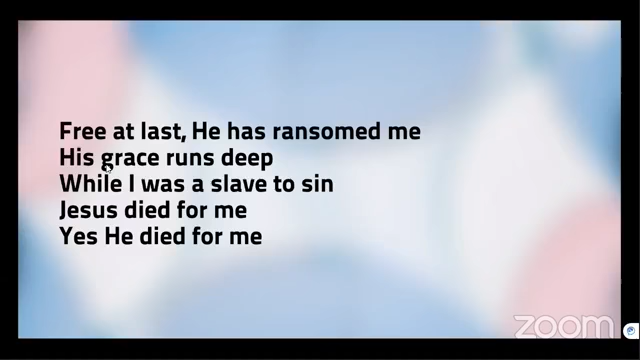 Free at last, He has ransomed me
His grace runs deep
While I was a slave to sin
Jesus died for me
Yes He died for me
zoom